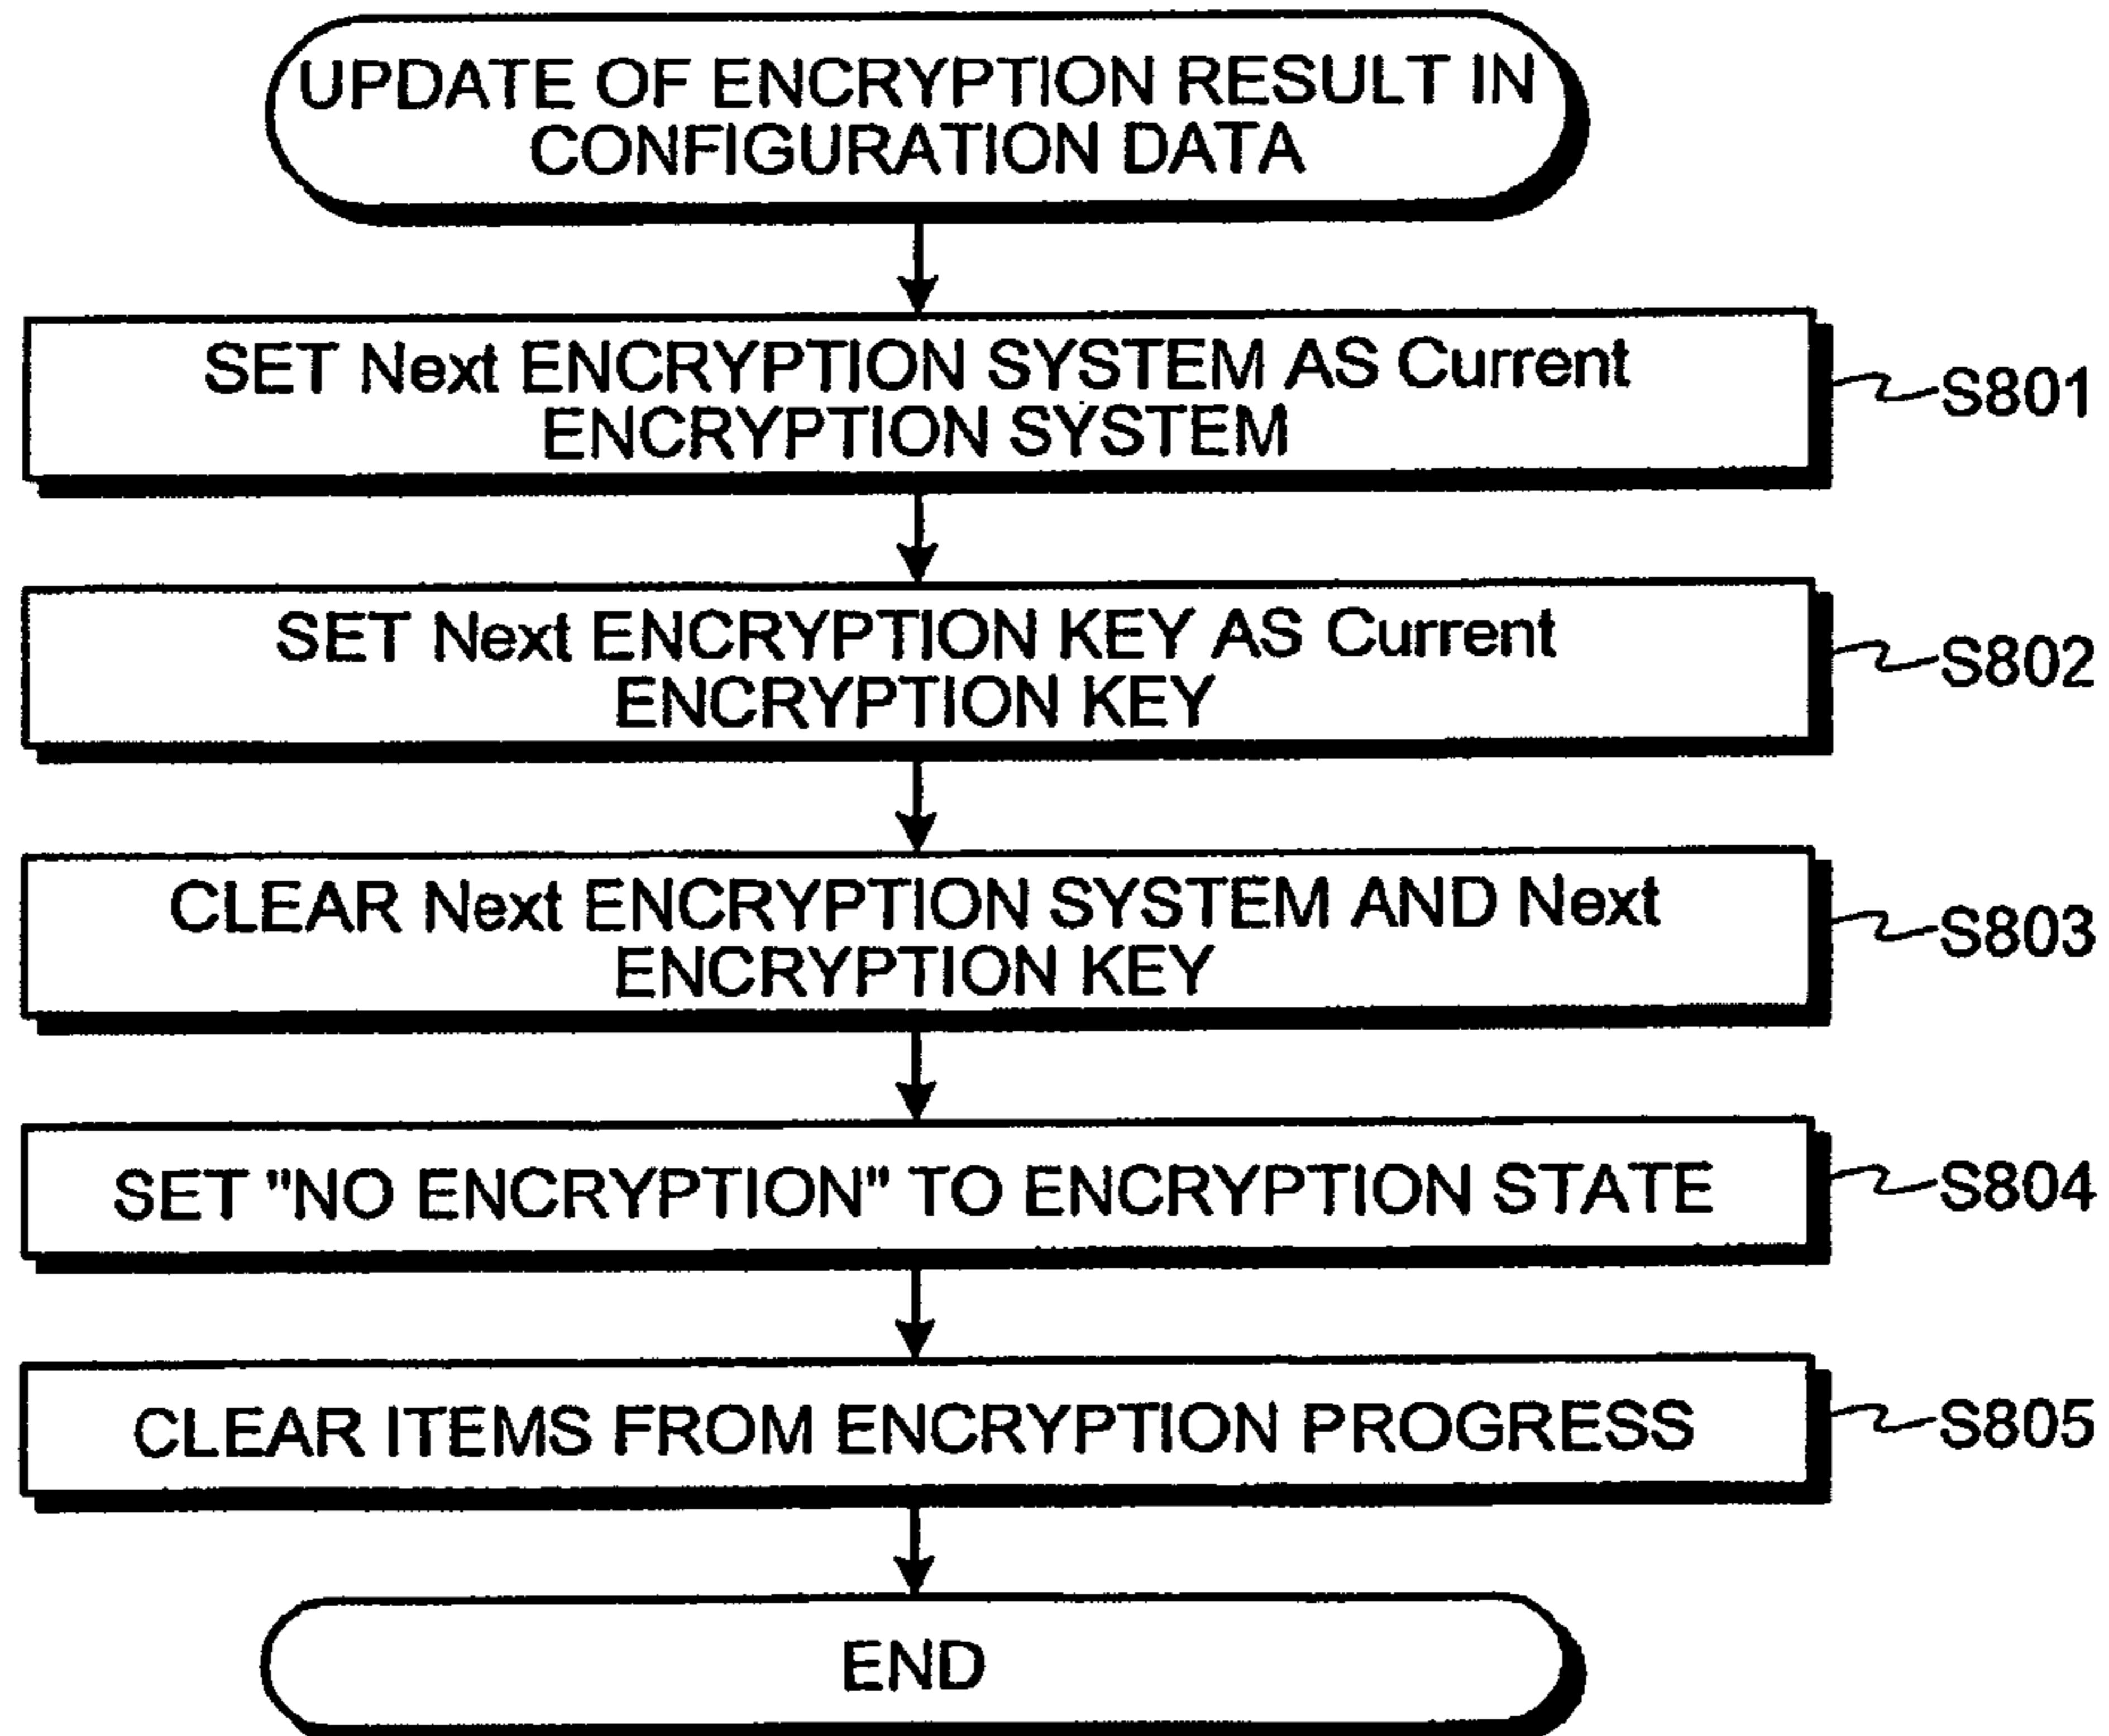 UPDATE OF ENCRYPTION RESULT IN
CONFIGURATION DATA
SET Next ENCRYPTION SYSTEM AS Current
ENCRYPTION SYSTEM
S801
SET Next ENCRYPTION KEY AS Current
ENCRYPTION KEY
S802
CLEAR Next ENCRYPTION SYSTEM AND Next
ENCRYPTION KEY
S803
SET "NO ENCRYPTION" TO ENCRYPTION STATE
S804
CLEAR ITEMS FROM ENCRYPTION PROGRESS
S805
END